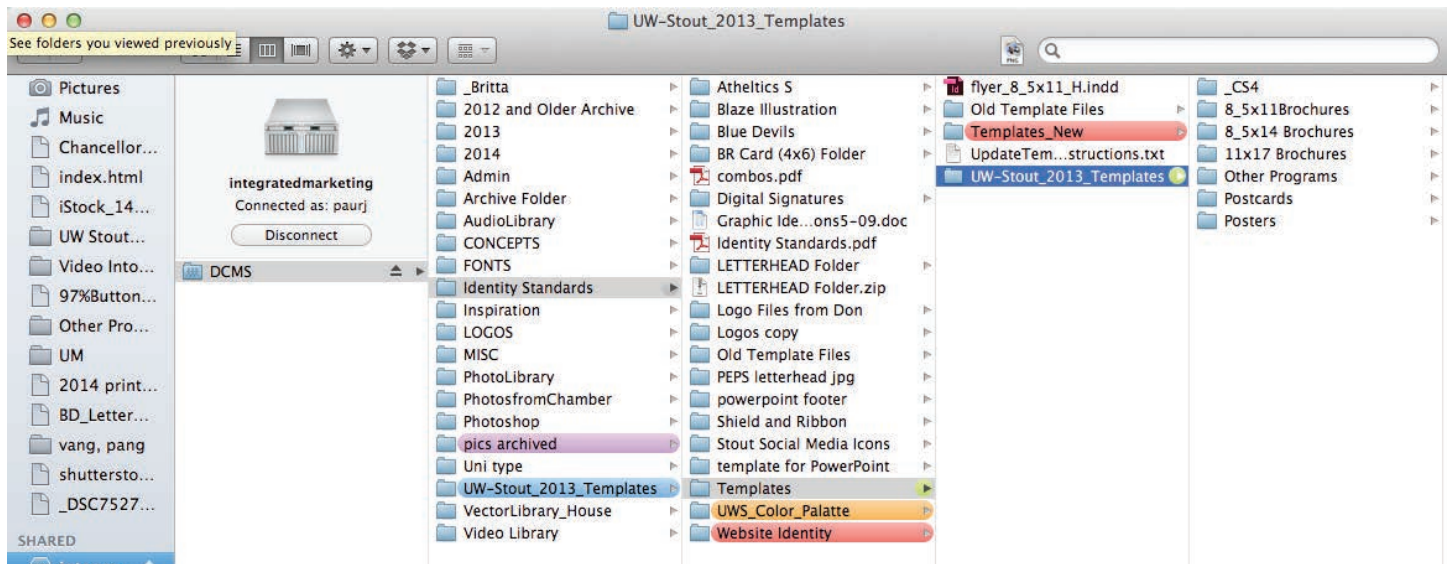 UW-Stout_2013_Templates
See folders you viewed previously
PNG
Pictures
Music
Chancellor...
index.html
iStock_14...
UW Stout...
Video Into...
97%Button...
Other Pro...
UM
2014 print...
BD_Letter...
vang, pang
shuttersto...
_DSC7527...
SHARED
integratedmarketing
Connected as: paurj
Disconnect
DCMS
_Britta
2012 and Older Archive
2013
2014
Admin
Archive Folder
AudioLibrary
CONCEPTS
FONTS
Identity Standards
Inspiration
LOGOS
MISC
PhotoLibrary
PhotosfromChamber
Photoshop
pics archived
Uni type
UW-Stout_2013_Templates
VectorLibrary_House
Video Library
Atheltics S
Blaze Illustration
Blue Devils
BR Card (4x6) Folder
combos.pdf
Digital Signatures
Graphic Ide...ons5-09.doc
Identity Standards.pdf
LETTERHEAD Folder
LETTERHEAD Folder.zip
Logo Files from Don
Logos copy
Old Template Files
PEPS letterhead jpg
powerpoint footer
Shield and Ribbon
Stout Social Media Icons
template for PowerPoint
Templates
UWS_Color_Palatte
Website Identity
flyer_8_5x11_H.indd
Old Template Files
Templates_New
UpdateTem...structions.txt
UW-Stout_2013_Templates
_CS4
8_5x11Brochures
8_5x14 Brochures
11x17 Brochures
Other Programs
Postcards
Posters